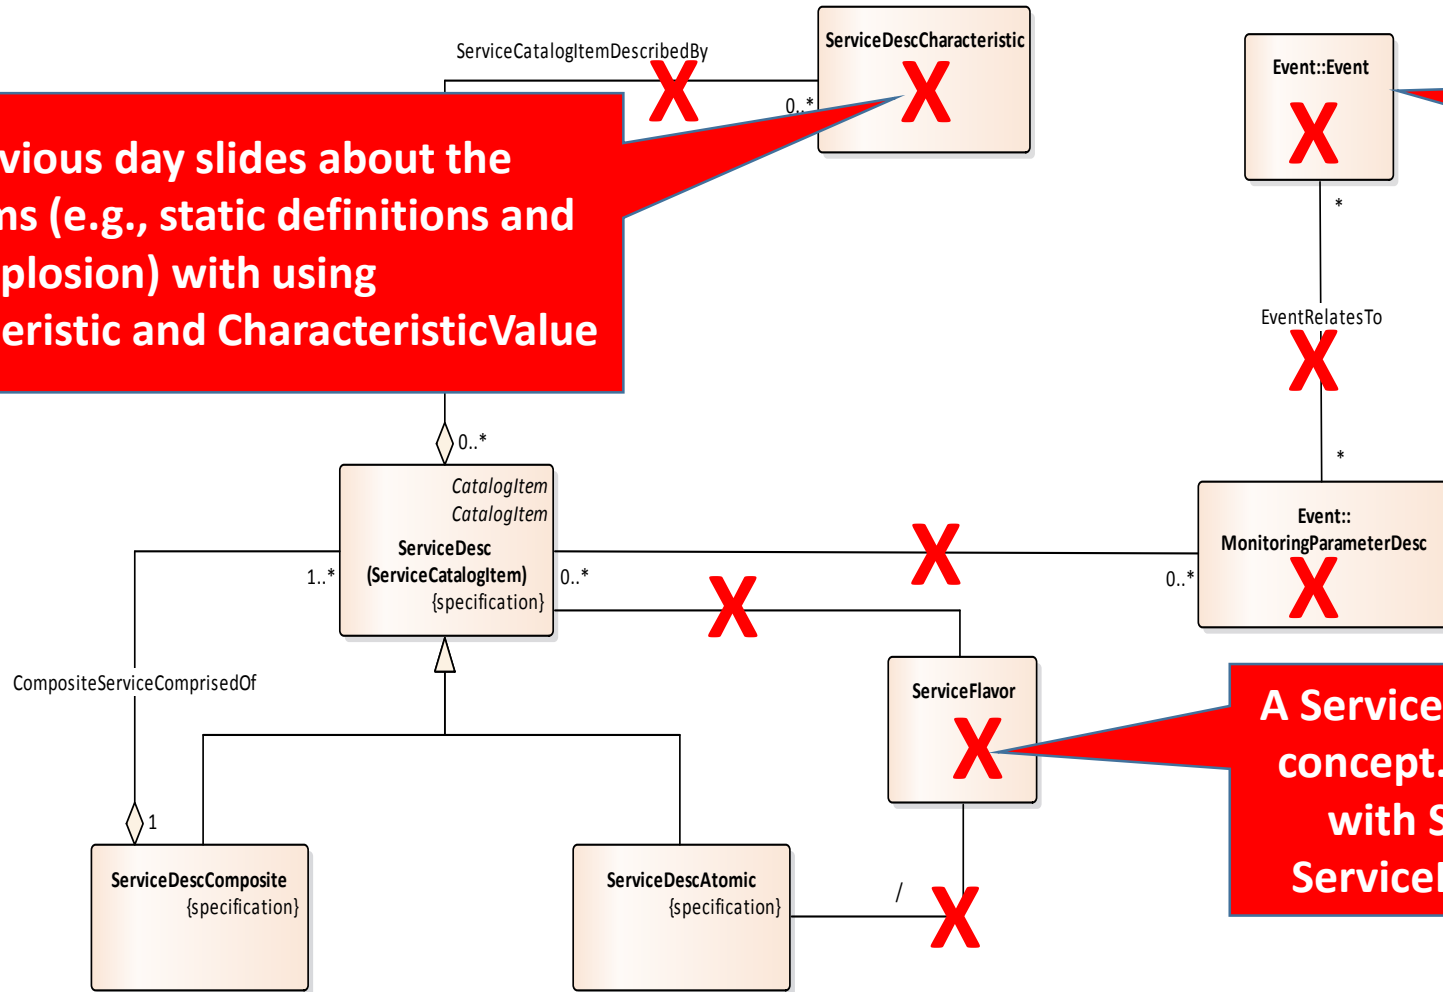 ServiceCatalogItemDescribedBy
0..*
ServiceDescCharacteristic
X
X
Event::Event
X
*
vious day slides about the
ms (e.g., static definitions and
plosion) with using
eristic and CharacteristicValue
EventRelatesTo
X
*
0..*
CatalogItem
CatalogItem
ServiceDesc
(ServiceCatalogItem)
{specification}
1..*
0..*
X
X
0..*
Event::
MonitoringParameterDesc
X
CompositeServiceComprisedOf
ServiceFlavor
X
A Service
concept.
with S
Service
1
ServiceDescComposite
{specification}
ServiceDescAtomic
{specification}
/
X